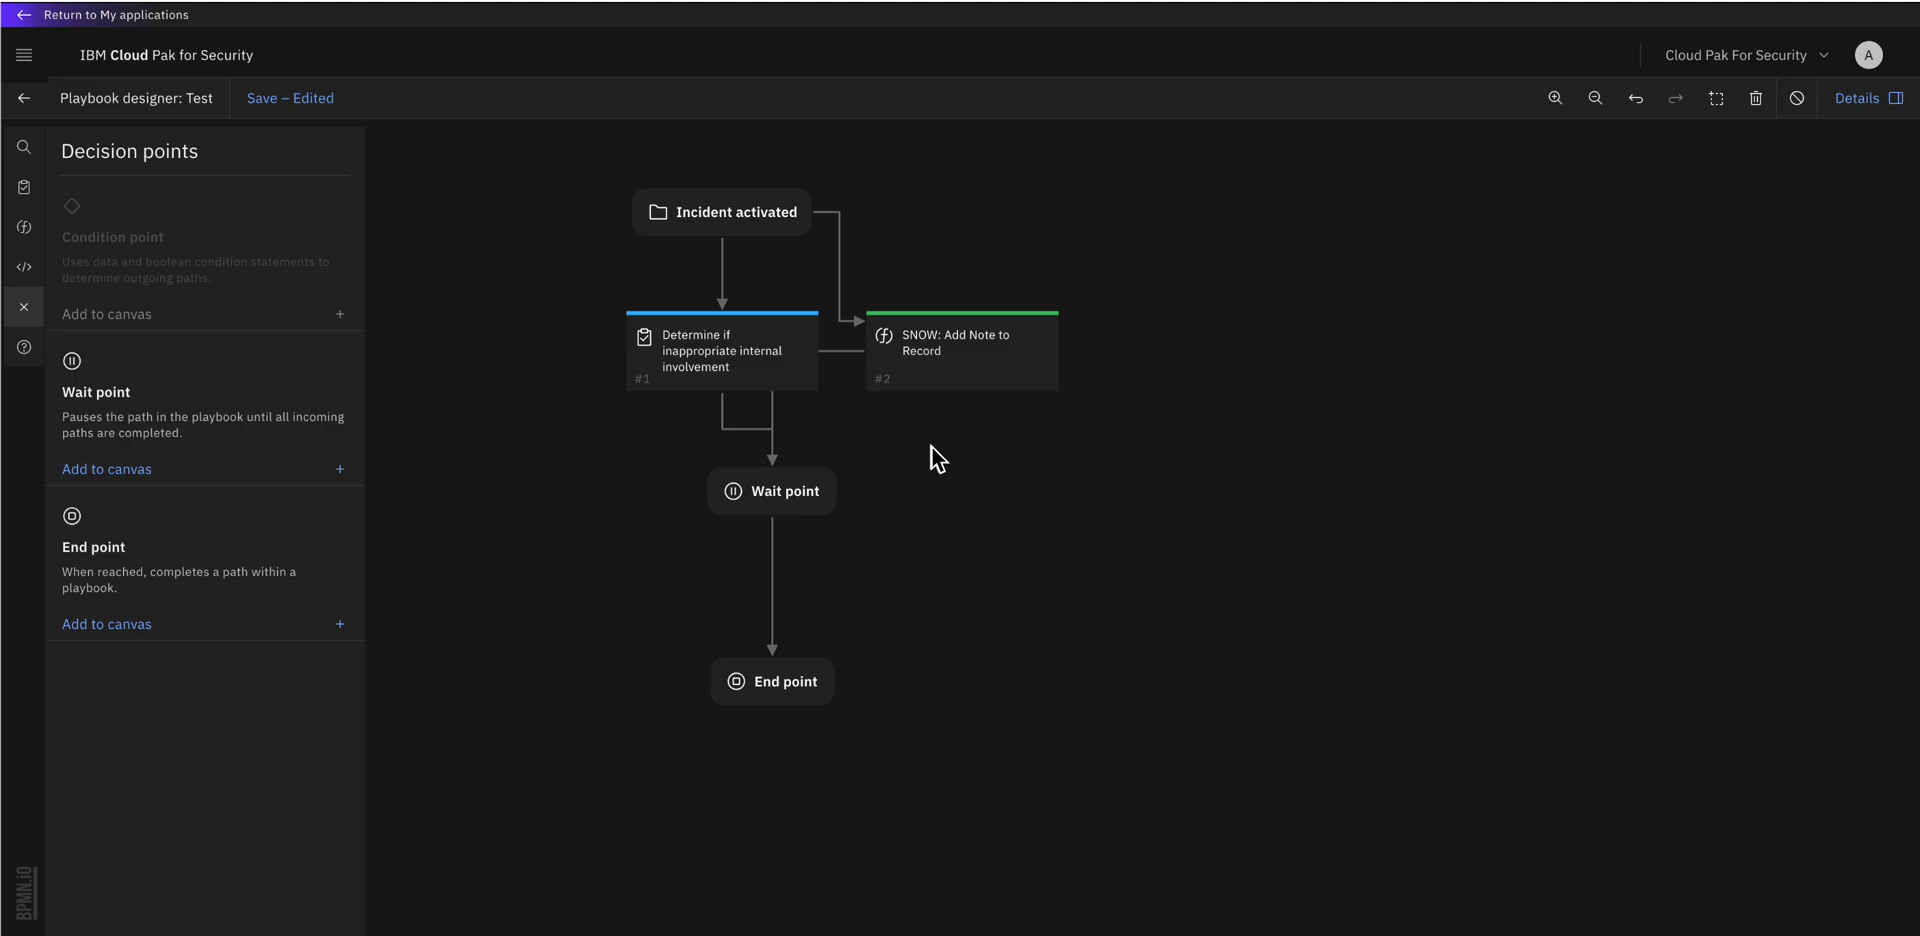 Return to My applications
IBM Cloud Pak for Security
Cloud Pak For Security
A
Playbook designer: Test
Save – Edited
Details
Decision points
Condition point
Uses data and boolean condition statements to
determine outgoing paths.
Add to canvas +
Wait point
Pauses the path in the playbook until all incoming
paths are completed.
Add to canvas +
End point
When reached, completes a path within a
playbook.
Add to canvas +
BPMN.iO
Incident activated
Determine if
inappropriate internal
involvement
#1
SNOW: Add Note to
Record
#2
Wait point
End point